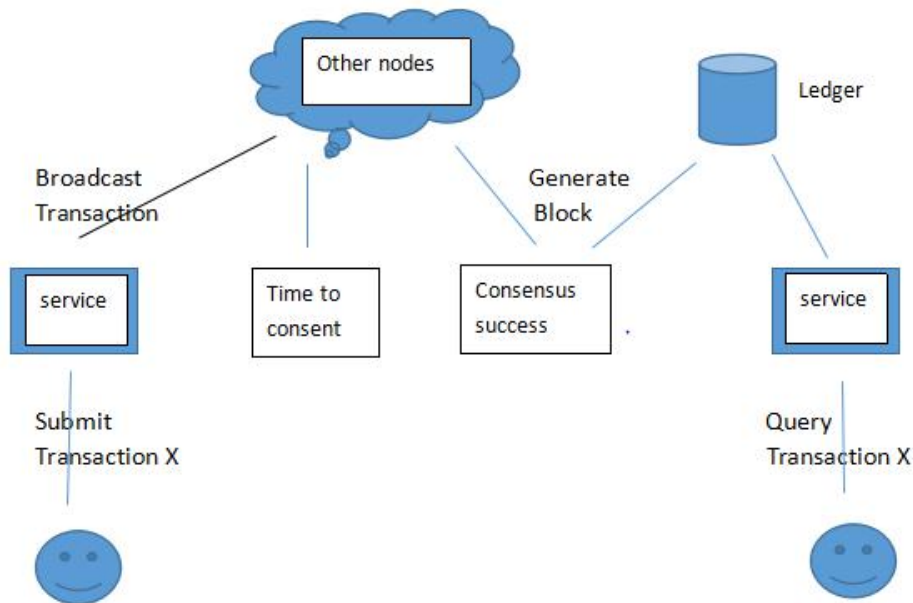 Other nodes
Ledger
Broadcast
Transaction
Generate
Block
service
Time to
consent
Consensus
success
service
Submit
Transaction X
Query
Transaction X